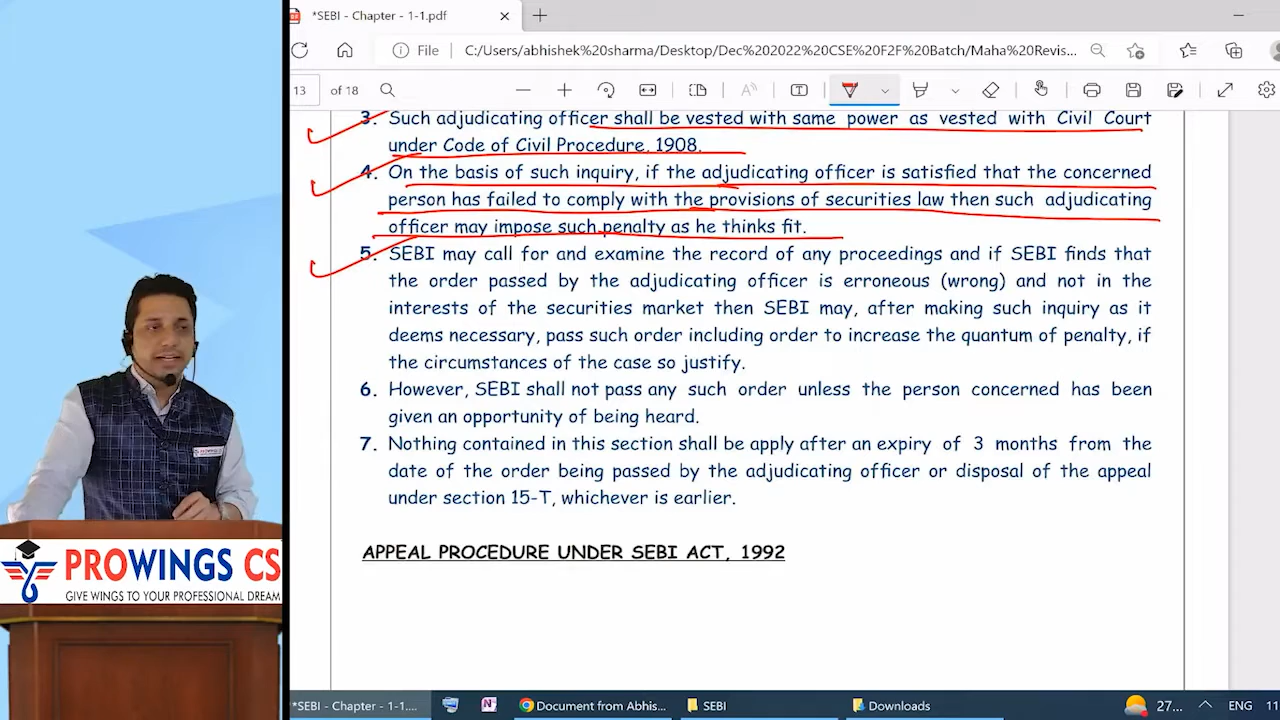 *SEBI - Chapter - 1-1.pdf
File
C:/Users/abhishek%20sharma/Desktop/Dec%202022%20CSE%20F2F%20Batch/Maha%20Revis...
13 of 18
3. Such adjudicating officer shall be vested with same power as vested with Civil Court
under Code of Civil Procedure, 1908.
4. On the basis of such inquiry, if the adjudicating officer is satisfied that the concerned
person has failed to comply with the provisions of securities law then such adjudicating
officer may impose such penalty as he thinks fit.
5. SEBI may call for and examine the record of any proceedings and if SEBI finds that
the order passed by the adjudicating officer is erroneous (wrong) and not in the
interests of the securities market then SEBI may, after making such inquiry as it
deems necessary, pass such order including order to increase the quantum of penalty, if
the circumstances of the case so justify.
6. However, SEBI shall not pass any such order unless the person concerned has been
given an opportunity of being heard.
7. Nothing contained in this section shall be apply after an expiry of 3 months from the
date of the order being passed by the adjudicating officer or disposal of the appeal
under section 15-T, whichever is earlier.
APPEAL PROCEDURE UNDER SEBI ACT, 1992
PROWINGS CS
GIVE WINGS TO YOUR PROFESSIONAL DREAM
*SEBI - Chapter - 1-1....
Document from Abhis...
SEBI
Downloads
27...
ENG
11